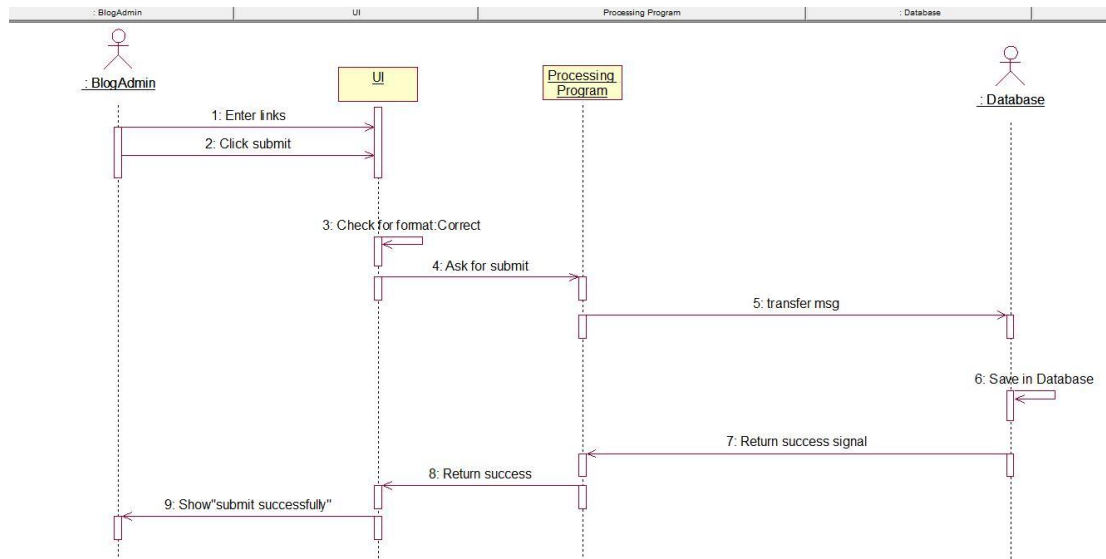 : BlogAdmin
UI
Processing Program
: Database
: BlogAdmin
UI
Processing
Program
: Database
1: Enter links
2: Click submit
3: Check for format:Correct
4: Ask for submit
5: transfer msg
6: Save in Database
7: Return success signal
8: Return success
9: Show"submit successfully"